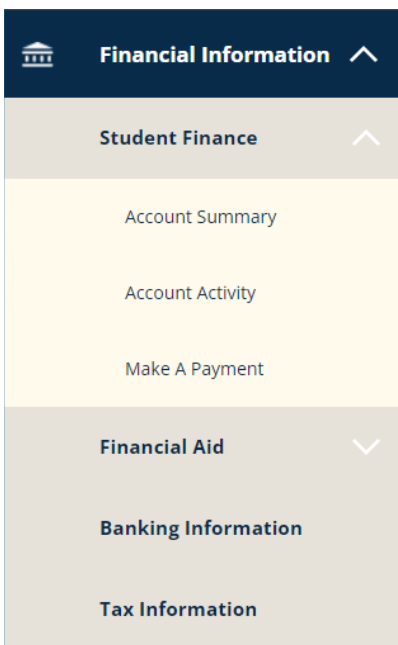 Financial Information
Student Finance
Account Summary
Account Activity
Make A Payment
Financial Aid
Banking Information
Tax Information